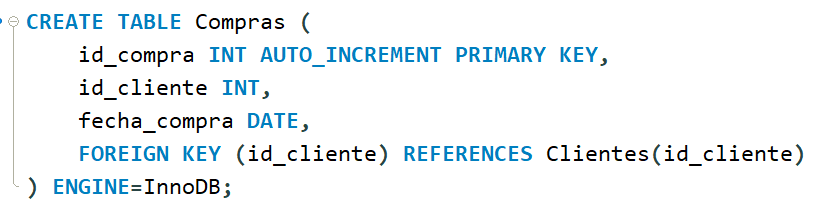 CREATE TABLE Compras (
id_compra INT AUTO_INCREMENT PRIMARY KEY,
id_cliente INT,
fecha_compra DATE,
FOREIGN KEY (id_cliente) REFERENCES Clientes(id_cliente)
) ENGINE=InnoDB;